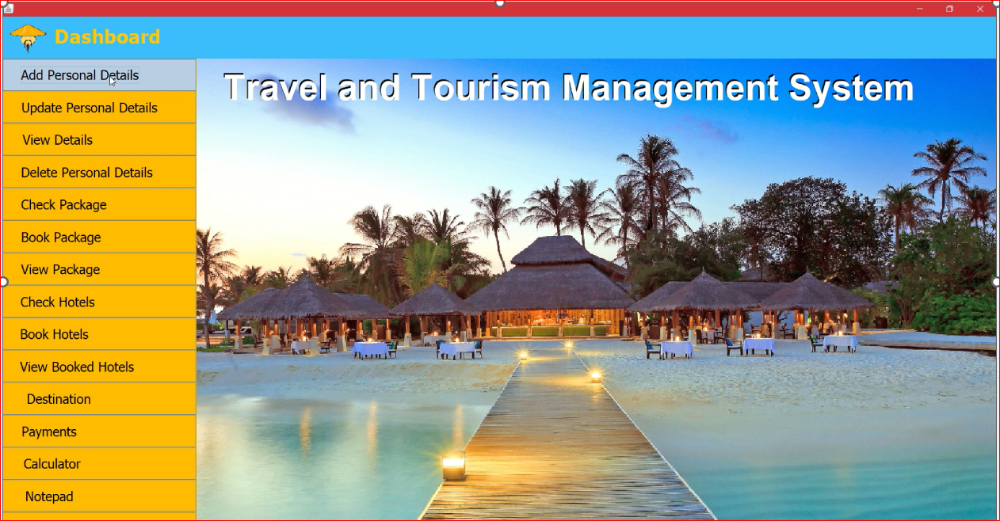 Dashboard
Add Personal Details
Update Personal Details
View Details
Delete Personal Details
Check Package
Book Package
View Package
Check Hotels
Book Hotels
View Booked Hotels
Destination
Payments
Calculator
Notepad
Travel and Tourism Management System